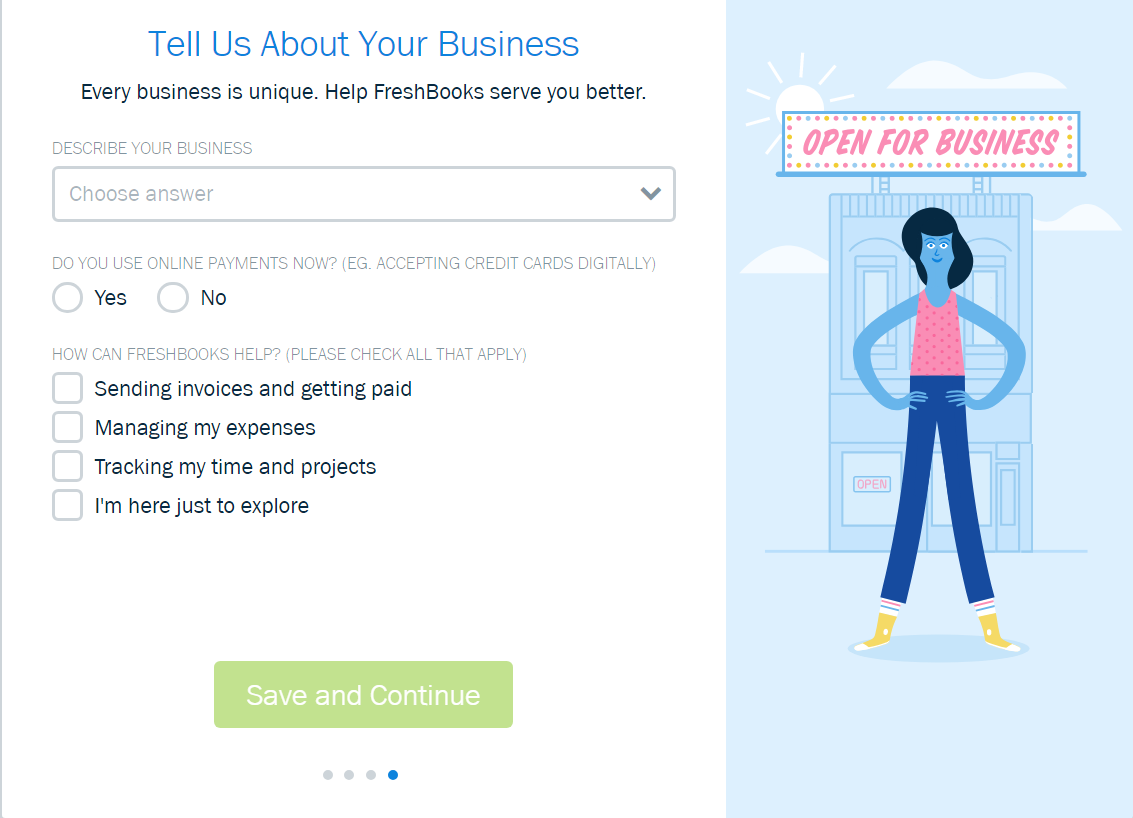 Tell Us About Your Business
Every business is unique. Help FreshBooks serve you better.
DESCRIBE YOUR BUSINESS
Choose answer
DO YOU USE ONLINE PAYMENTS NOW? (EG. ACCEPTING CREDIT CARDS DIGITALLY)
Yes No
HOW CAN FRESHBOOKS HELP? (PLEASE CHECK ALL THAT APPLY)
Sending invoices and getting paid
Managing my expenses
Tracking my time and projects
I'm here just to explore
Save and Continue
OPEN FOR BUSINESS
OPEN